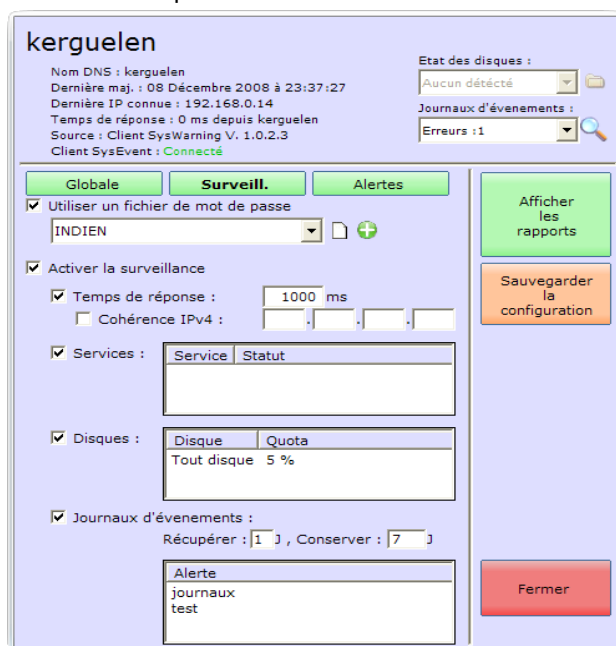 kerguelen
Nom DNS : kerguelen
Dernière maj. : 08 Décembre 2008 à 23:37:27
Dernière IP connue : 192.168.0.14
Temps de réponse : 0 ms depuis kerguelen
Source : Client SysWarning V. 1.0.2.3
Client SysEvent : Connecté
Etat des disques :
Aucun détécté
Journaux d'évenements :
Erreurs :1
Globale
Surveill.
Alertes
Utiliser un fichier de mot de passe
INDIEN
Activer la surveillance
Temps de réponse : 1000 ms
Cohérence IPv4 : . . .
Services :
Service Statut
Disques :
Disque Quota
Tout disque 5 %
Journaux d'évenements :
Récupérer : 1 J , Conserver : 7 J
Alerte
journaux
test
Afficher
les
rapports
Sauvegarder
la
configuration
Fermer